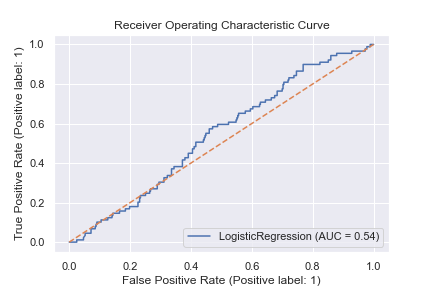 Receiver Operating Characteristic Curve
True Positive Rate (Positive label: 1)
1.0
0.8
0.6
0.4
0.2
0.0
LogisticRegression (AUC = 0.54)
0.0 0.2 0.4 0.6 0.8 1.0
False Positive Rate (Positive label: 1)